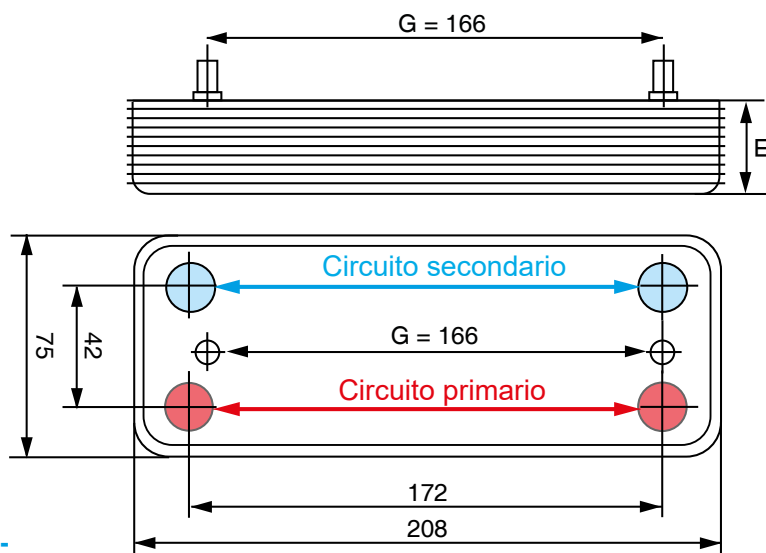 G = 166
E
Circuito secondario
G = 166
75
42
Circuito primario
172
208